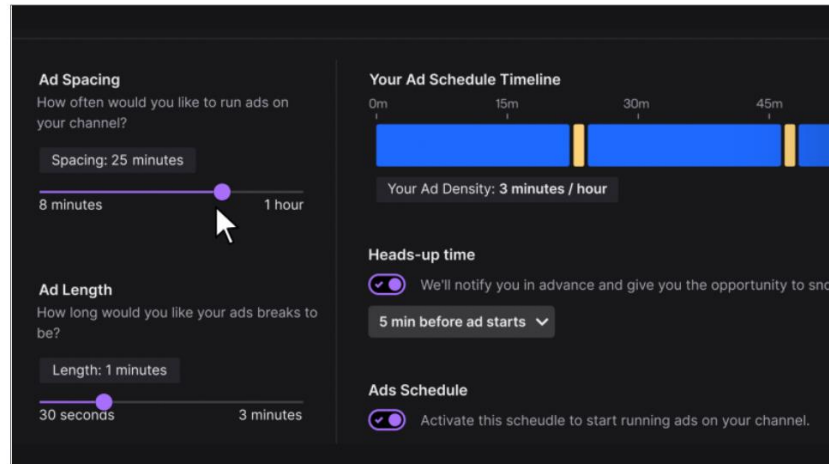 Ad Spacing
How often would you like to run ads on
your channel?
Spacing: 25 minutes
8 minutes
1 hour
Ad Length
How long would you like your ads breaks to
be?
Length: 1 minutes
30 seconds
3 minutes
Your Ad Schedule Timeline
0m
15m
30m
45m
Your Ad Density: 3 minutes / hour
Heads-up time
We'll notify you in advance and give you the opportunity to
5 min before ad starts
Ads Schedule
Activate this scheudle to start running ads on your channel.